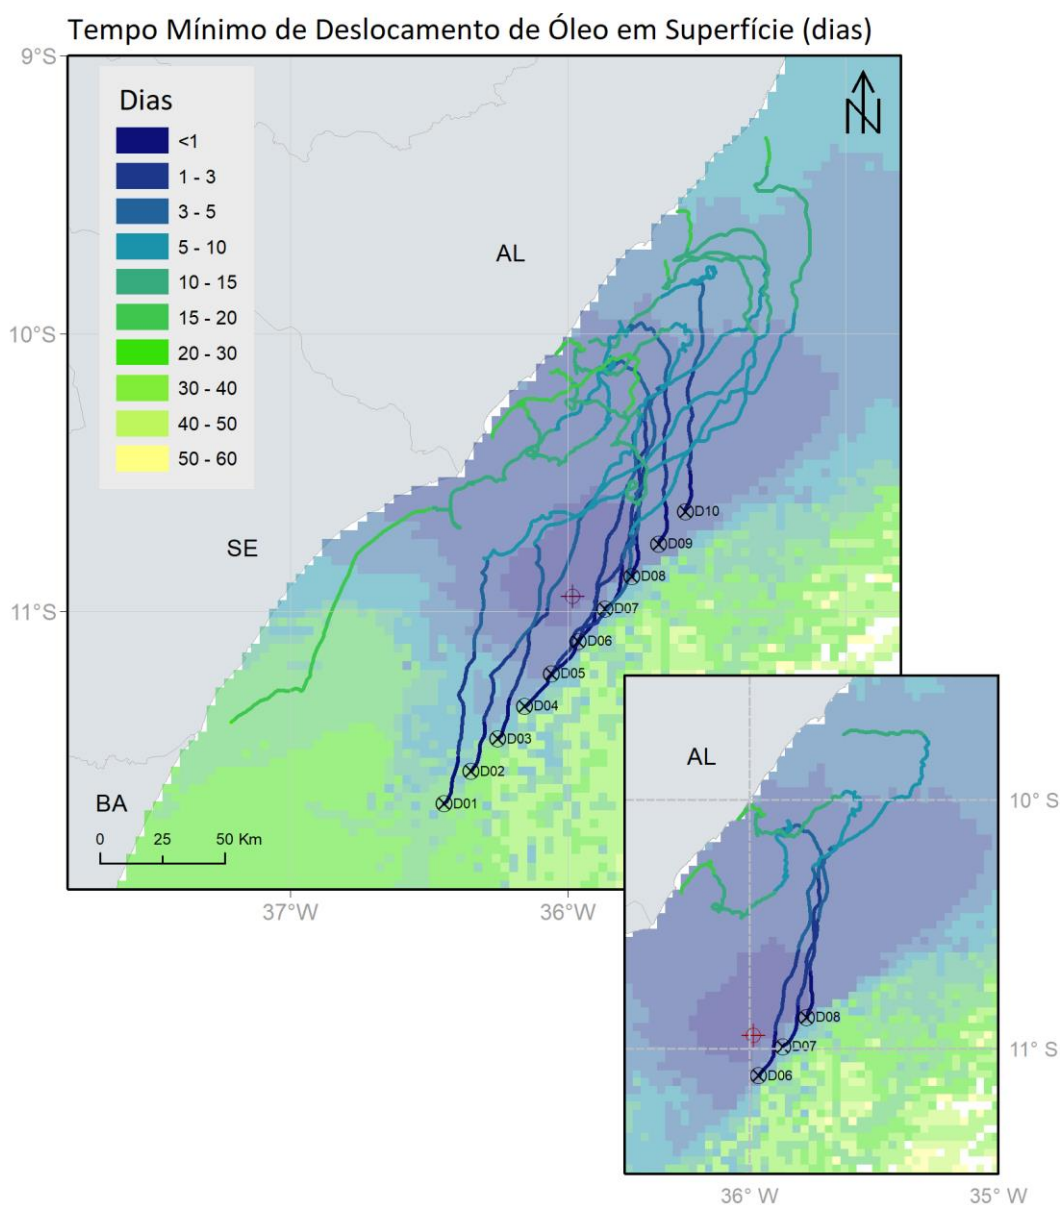 Tempo Mínimo de Deslocamento de Óleo em Superfície (dias)
9°S
Dias
<1
1 - 3
3 - 5
5 - 10
10 - 15
15 - 20
20 - 30
30 - 40
40 - 50
50 - 60
N
AL
10°S
SE
D10
D09
D08
11°S
D07
D06
D05
D04
D03
D02
D01
BA
0 25 50 Km
37°W
36°W
AL
10° S
D08
D07
11° S
D06
36° W
35° W